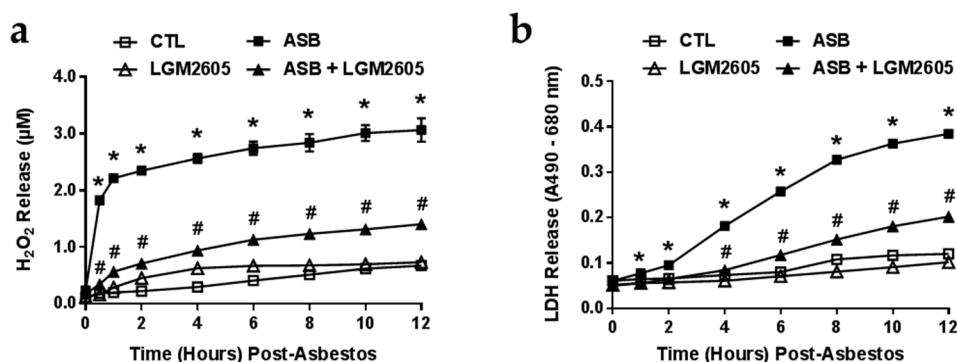 a
CTL
ASB
LGM2605
ASB + LGM2605
H₂O₂ Release (μM)
4.0
3.0
2.0
1.0
0.0
* * * * * * * *
# # # # # # # #
0 2 4 6 8 10 12
Time (Hours) Post-Asbestos
b
CTL
ASB
LGM2605
ASB + LGM2605
LDH Release (A490 - 680 nm)
0.5
0.4
0.3
0.2
0.1
0.0
* * * * * * *
# # # # #
0 2 4 6 8 10 12
Time (Hours) Post-Asbestos